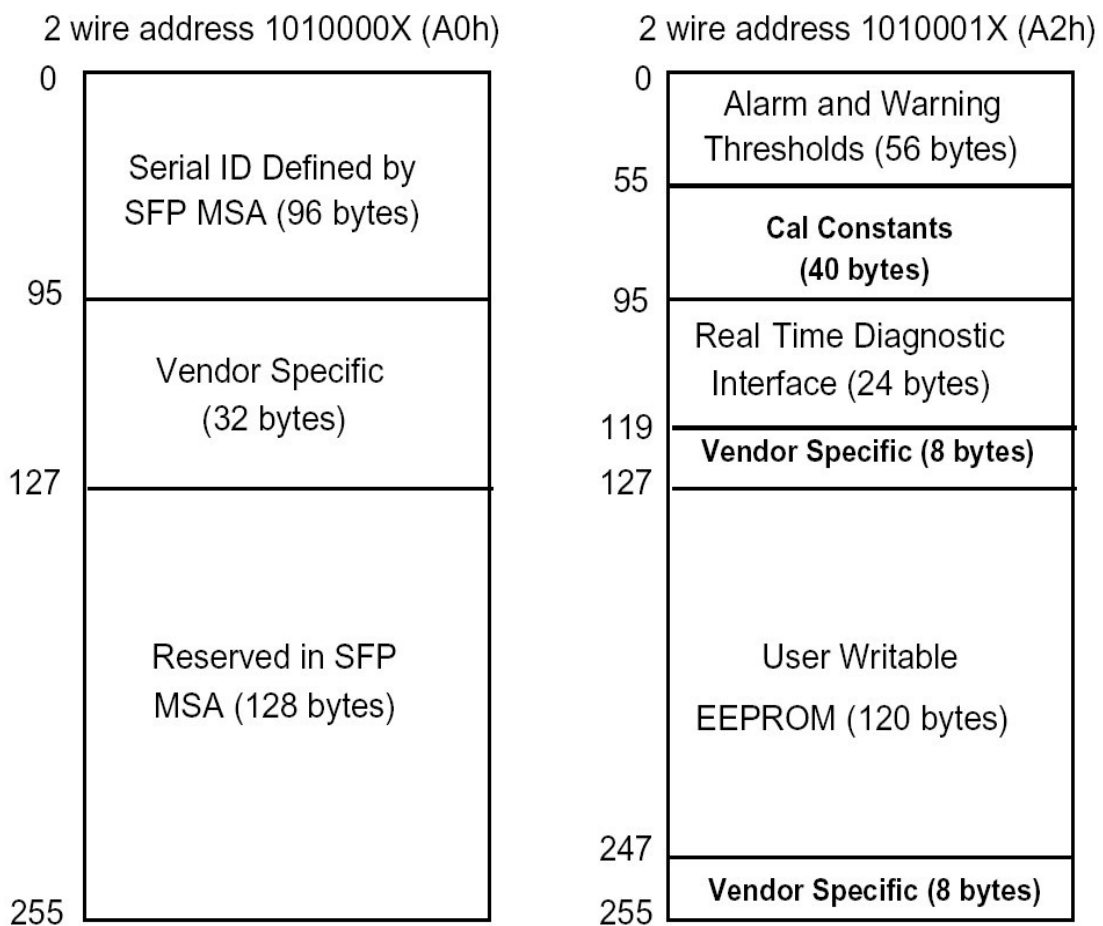 2 wire address 1010000X (A0h)
0
Serial ID Defined by
SFP MSA (96 bytes)
95
Vendor Specific
(32 bytes)
127
Reserved in SFP
MSA (128 bytes)
255
2 wire address 1010001X (A2h)
0
Alarm and Warning
Thresholds (56 bytes)
55
Cal Constants
(40 bytes)
95
Real Time Diagnostic
Interface (24 bytes)
119
Vendor Specific (8 bytes)
127
User Writable
EEPROM (120 bytes)
247
Vendor Specific (8 bytes)
255